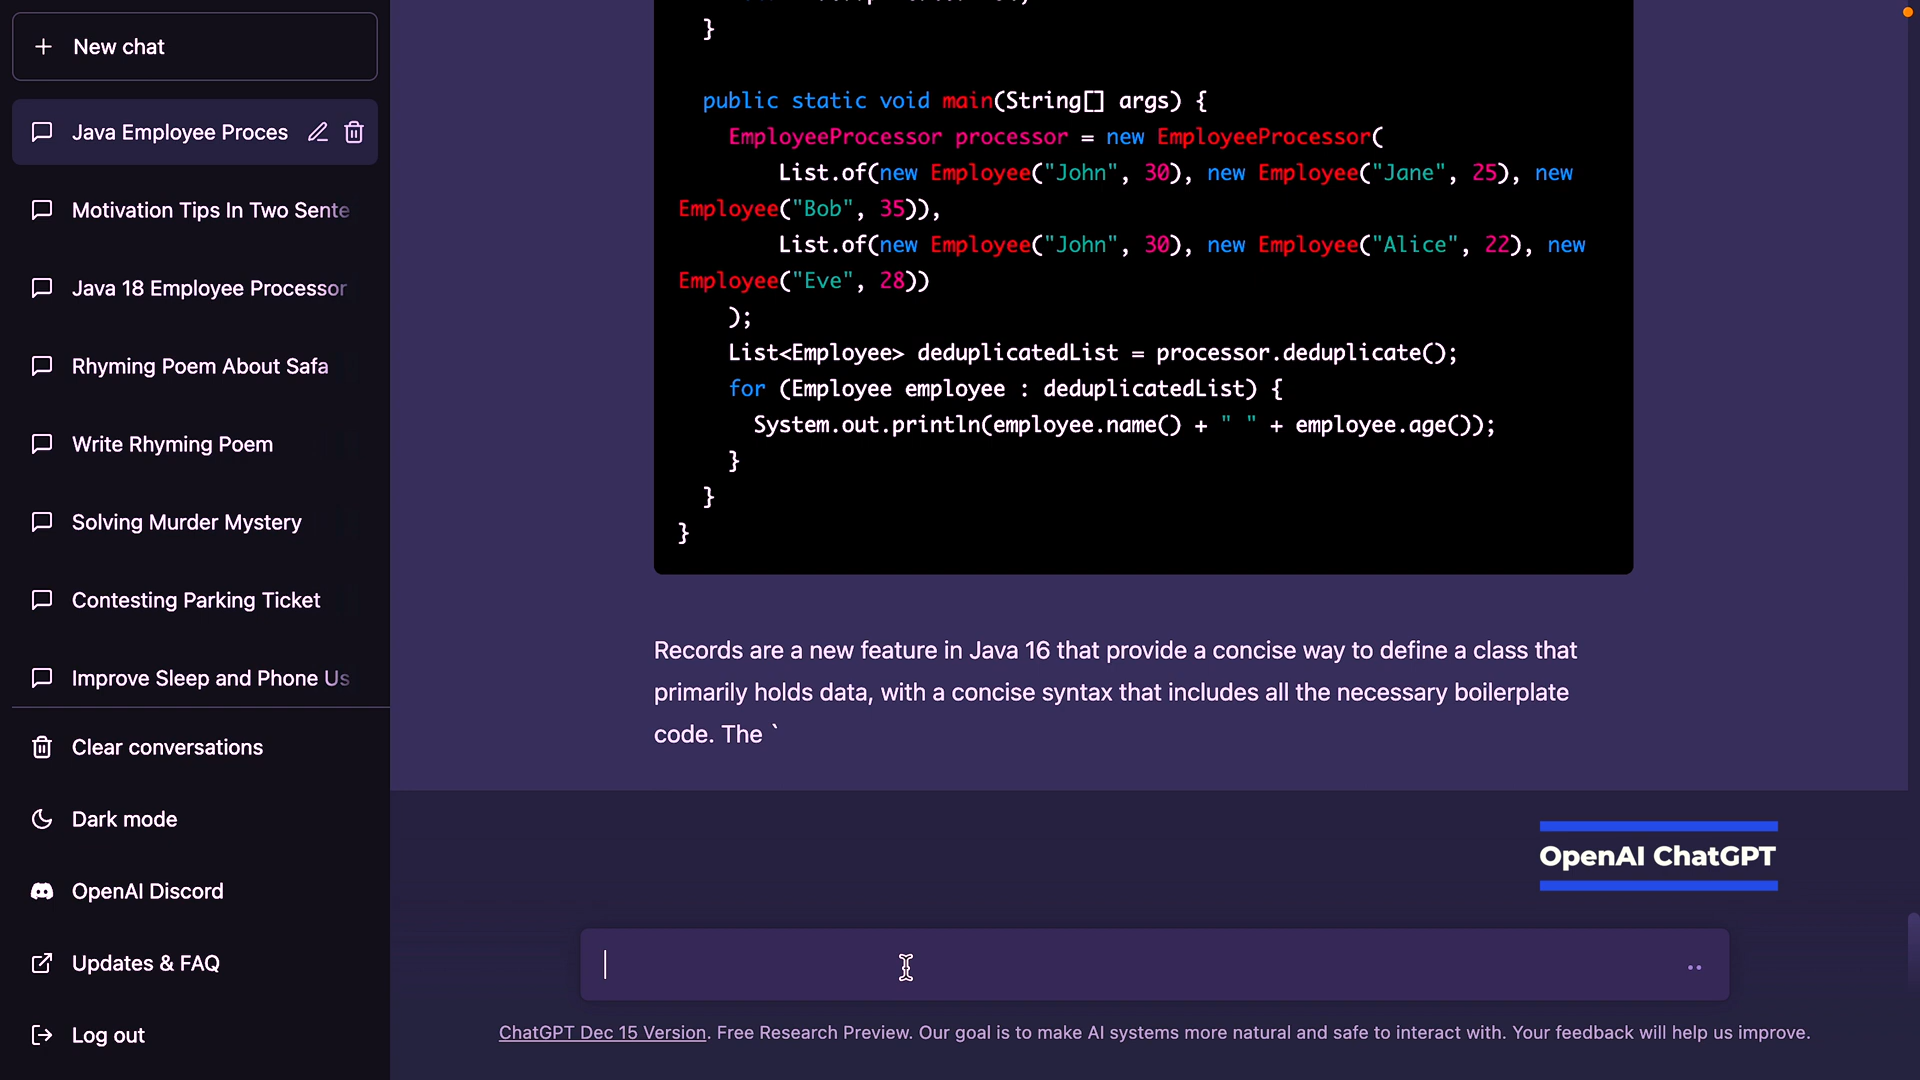 New chat
Java Employee Proces
Motivation Tips In Two Sente
Java 18 Employee Processor
Rhyming Poem About Safa
Write Rhyming Poem
Solving Murder Mystery
Contesting Parking Ticket
Improve Sleep and Phone Us
Clear conversations
Dark mode
OpenAI Discord
Updates & FAQ
Log out
}
public static void main(String[] args) {
EmployeeProcessor processor = new EmployeeProcessor(
List.of(new Employee("John", 30), new Employee("Jane", 25), new
Employee("Bob", 35)),
List.of(new Employee("John", 30), new Employee("Alice", 22), new
Employee("Eve", 28))
);
List<Employee> deduplicatedList = processor.deduplicate();
for (Employee employee : deduplicatedList) {
System.out.println(employee.name() + " " + employee.age());
}
}
}
Records are a new feature in Java 16 that provide a concise way to define a class that
primarily holds data, with a concise syntax that includes all the necessary boilerplate
code. The `
OpenAI ChatGPT
ChatGPT Dec 15 Version. Free Research Preview. Our goal is to make AI systems more natural and safe to interact with. Your feedback will help us improve.